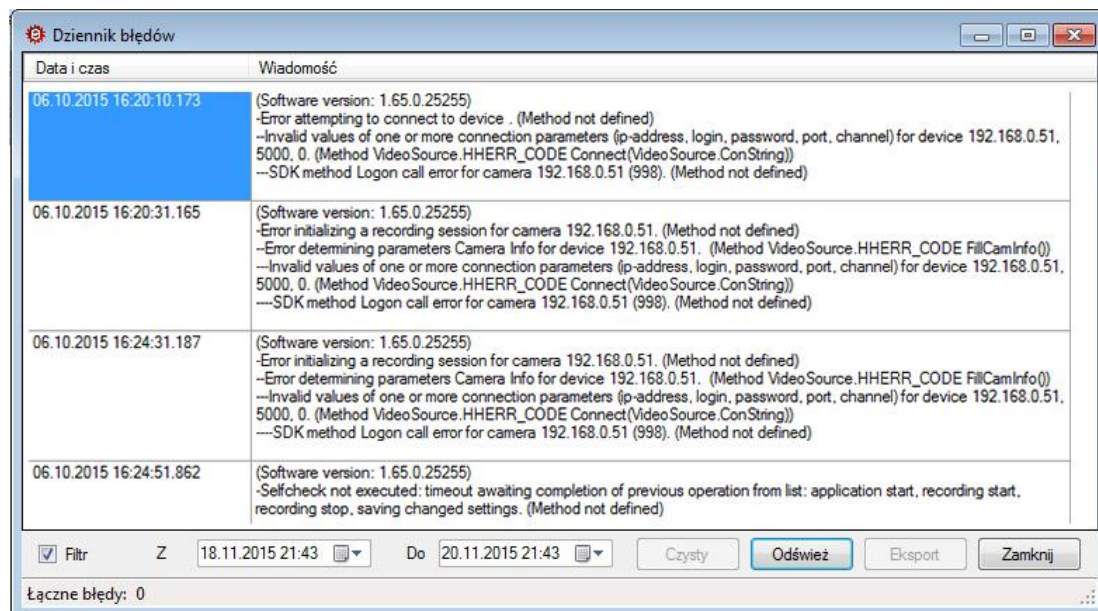 Dziennik błędów
Data i czas Wiadomość
06.10.2015 16:20:10.173 (Software version: 1.65.0.25255)
-Error attempting to connect to device . (Method not defined)
--Invalid values of one or more connection parameters (ip-address, login, password, port, channel) for device 192.168.0.51,
5000, 0. (Method VideoSource.HHERR_CODE Connect(VideoSource.ConString))
---SDK method Logon call error for camera 192.168.0.51 (998). (Method not defined)
06.10.2015 16:20:31.165 (Software version: 1.65.0.25255)
-Error initializing a recording session for camera 192.168.0.51. (Method not defined)
--Error determining parameters Camera Info for device 192.168.0.51.  (Method VideoSource.HHERR_CODE FillCamInfo())
---Invalid values of one or more connection parameters (ip-address, login, password, port, channel) for device 192.168.0.51,
5000, 0. (Method VideoSource.HHERR_CODE Connect(VideoSource.ConString))
----SDK method Logon call error for camera 192.168.0.51 (998). (Method not defined)
06.10.2015 16:24:31.187 (Software version: 1.65.0.25255)
-Error initializing a recording session for camera 192.168.0.51. (Method not defined)
--Error determining parameters Camera Info for device 192.168.0.51.  (Method VideoSource.HHERR_CODE FillCamInfo())
---Invalid values of one or more connection parameters (ip-address, login, password, port, channel) for device 192.168.0.51,
5000, 0. (Method VideoSource.HHERR_CODE Connect(VideoSource.ConString))
----SDK method Logon call error for camera 192.168.0.51 (998). (Method not defined)
06.10.2015 16:24:51.862 (Software version: 1.65.0.25255)
-Selfcheck not executed: timeout awaiting completion of previous operation from list: application start, recording start,
recording stop, saving changed settings. (Method not defined)
Filtr Z 18.11.2015 21:43 Do 20.11.2015 21:43 Czysty Odśwież Eksport Zamknij
Łączne błędy: 0